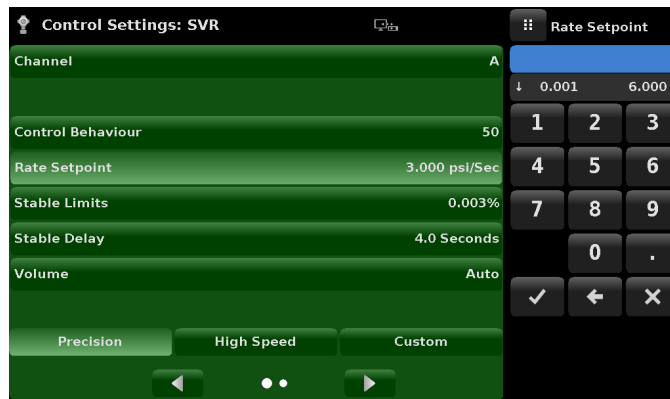 Control Settings: SVR
Channel A
Control Behaviour 50
Rate Setpoint 3.000 psi/Sec
Stable Limits 0.003%
Stable Delay 4.0 Seconds
Volume Auto
Precision High Speed Custom
Rate Setpoint
↓ 0.001 6.000
1 2 3
4 5 6
7 8 9
0 .